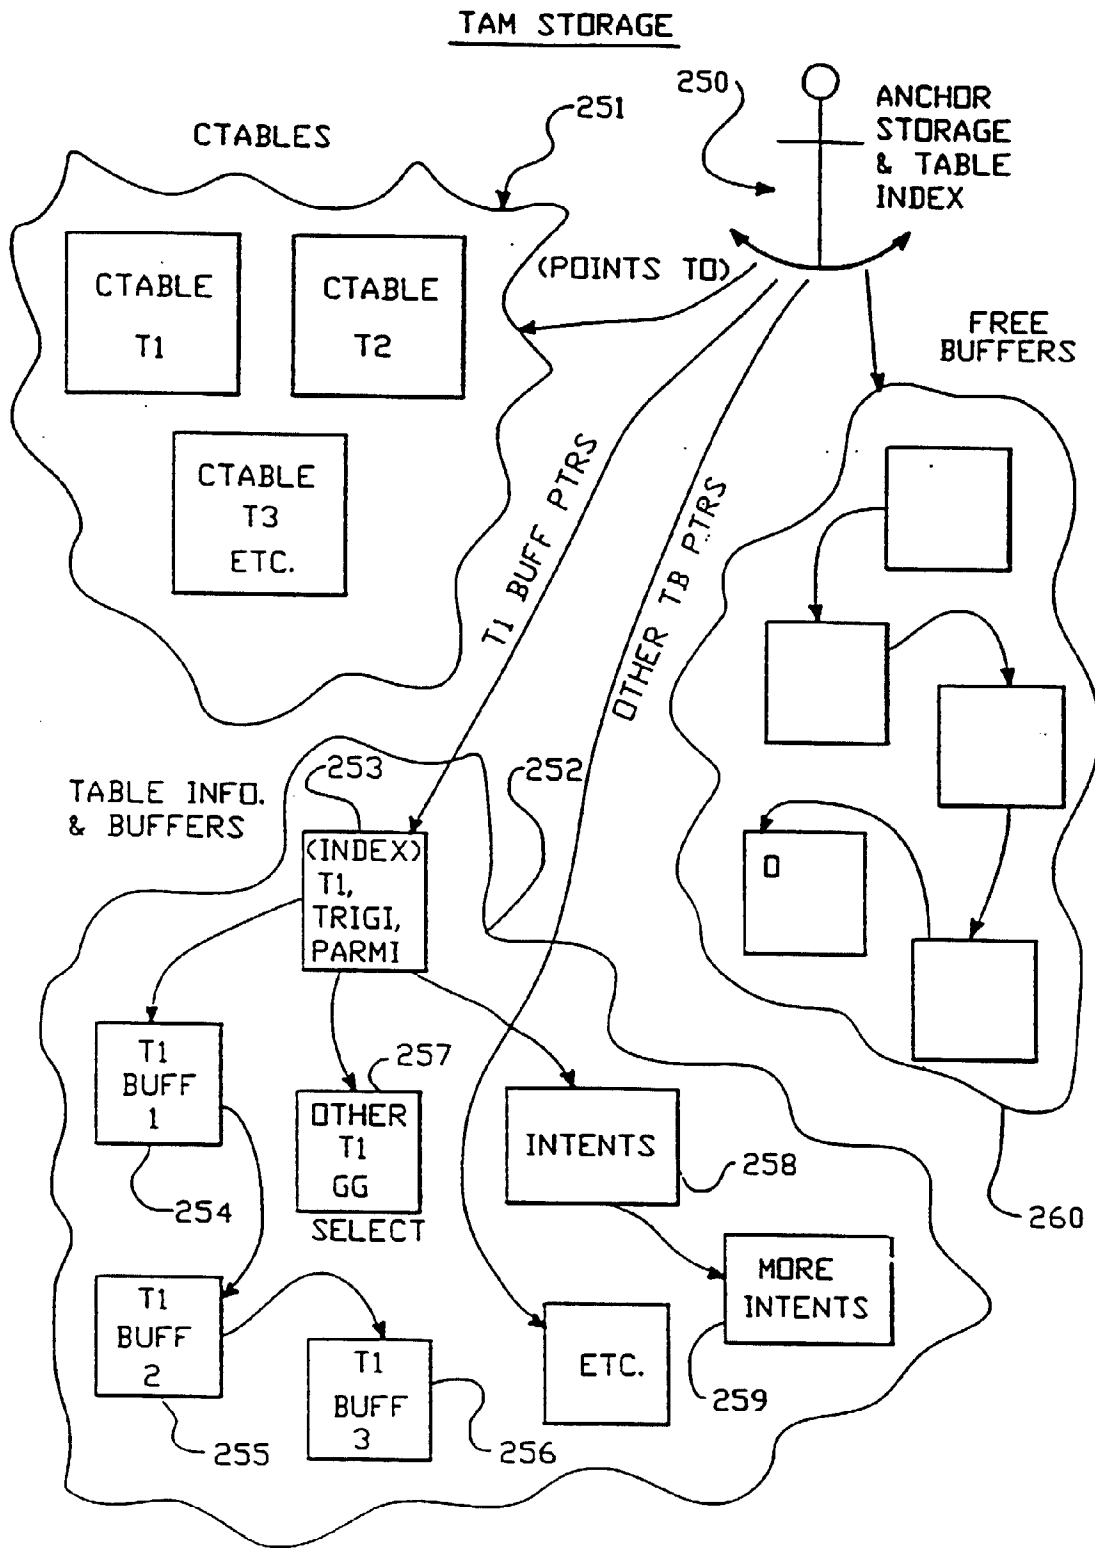 TAM STORAGE
250
ANCHOR
STORAGE
& TABLE
INDEX
251
CTABLES
CTABLE
T1
CTABLE
T2
(POINTS TO)
FREE
BUFFERS
CTABLE
T3
ETC.
T1 BUFF PTRS
OTHER TB PTRS
253
252
TABLE INFO.
& BUFFERS
(INDEX)
T1,
TRIGI,
PARMI
0
T1
BUFF
1
257
OTHER
T1
GG
SELECT
INTENTS
258
254
260
T1
BUFF
2
MORE
INTENTS
T1
BUFF
3
ETC.
259
255
256